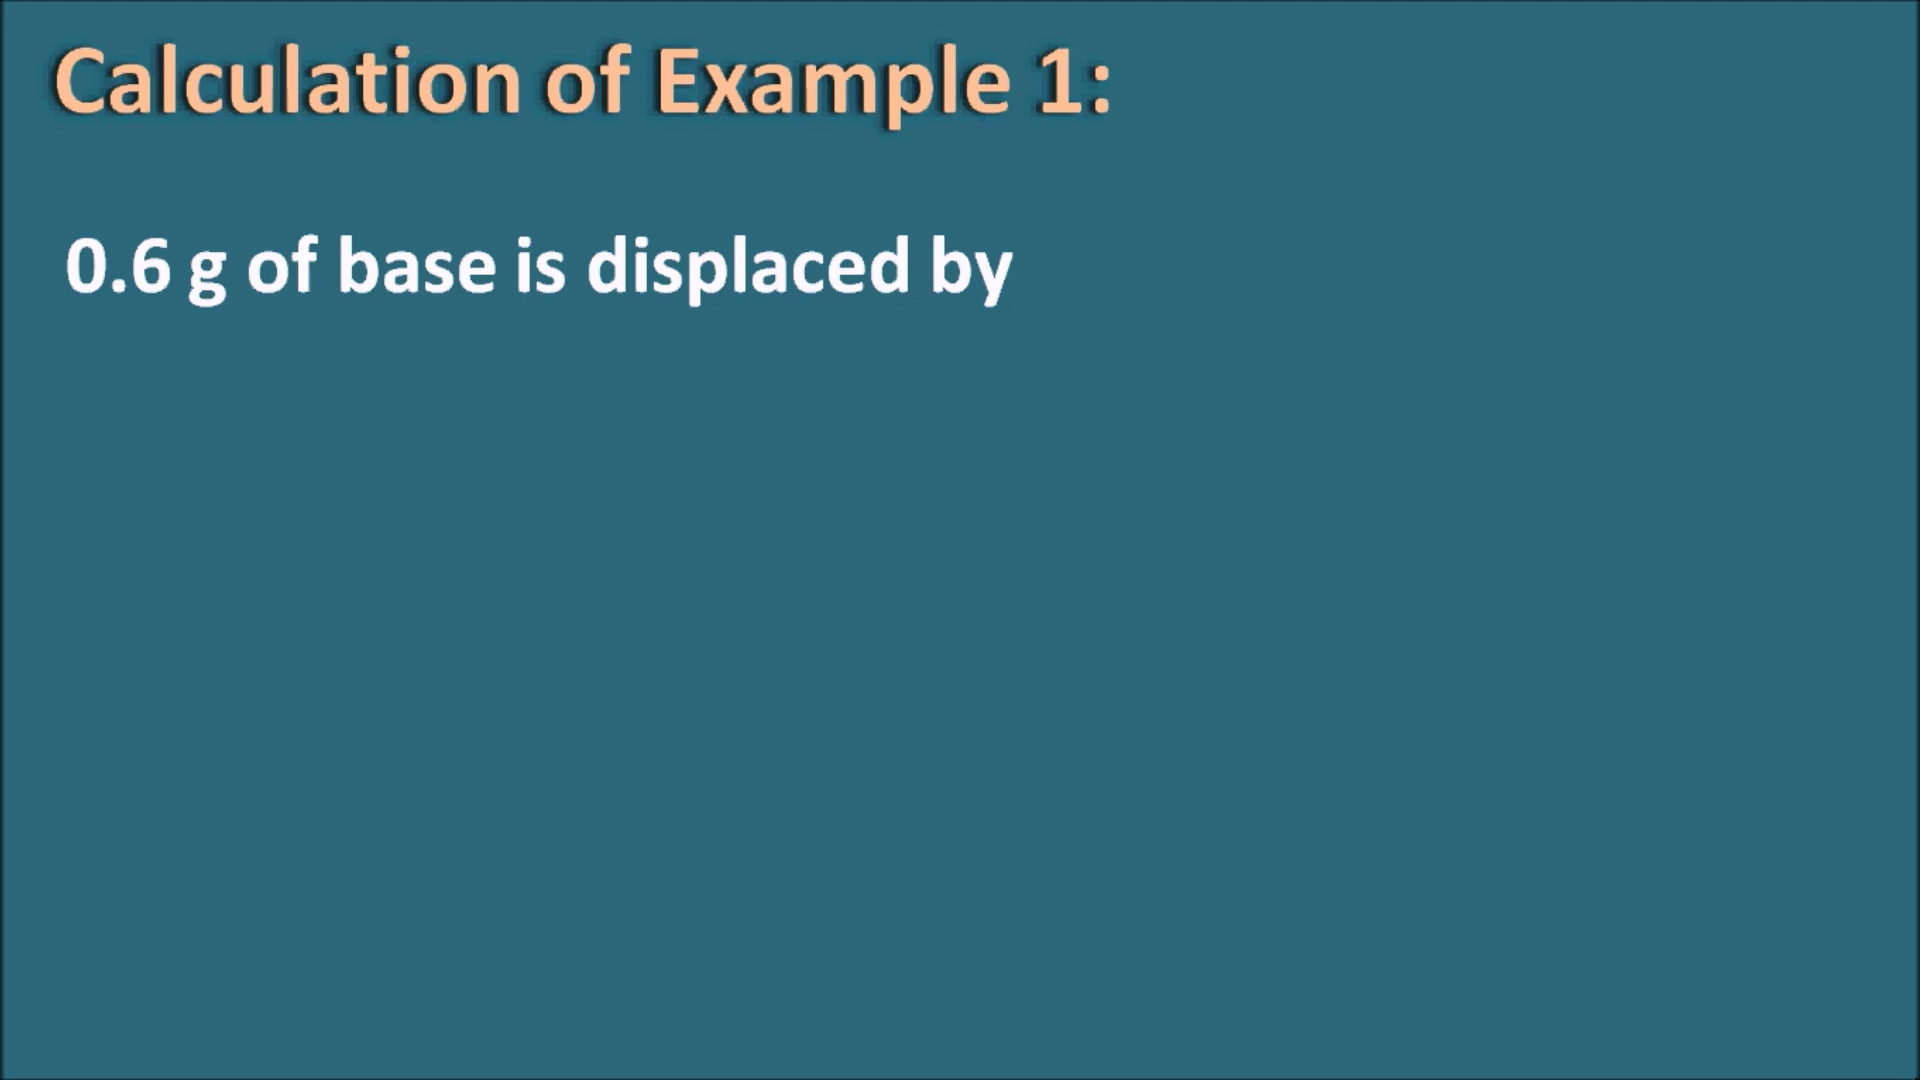 Calculation of Example 1:
0.6 g of base is displaced by